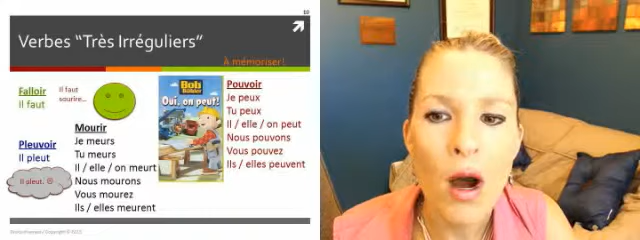 10
Verbes “Très Irréguliers”
À mémoriser!
Falloir
Il faut
Il faut
sourire...
Pleuvoir
Il pleut
Il pleut. ☹
Mourir
Je meurs
Tu meurs
Il / elle / on meurt
Nous mourons
Vous mourez
Ils / elles meurent
Bob
Oui, on peut!
Pouvoir
Je peux
Tu peux
Il / elle / on peut
Nous pouvons
Vous pouvez
Ils / elles peuvent